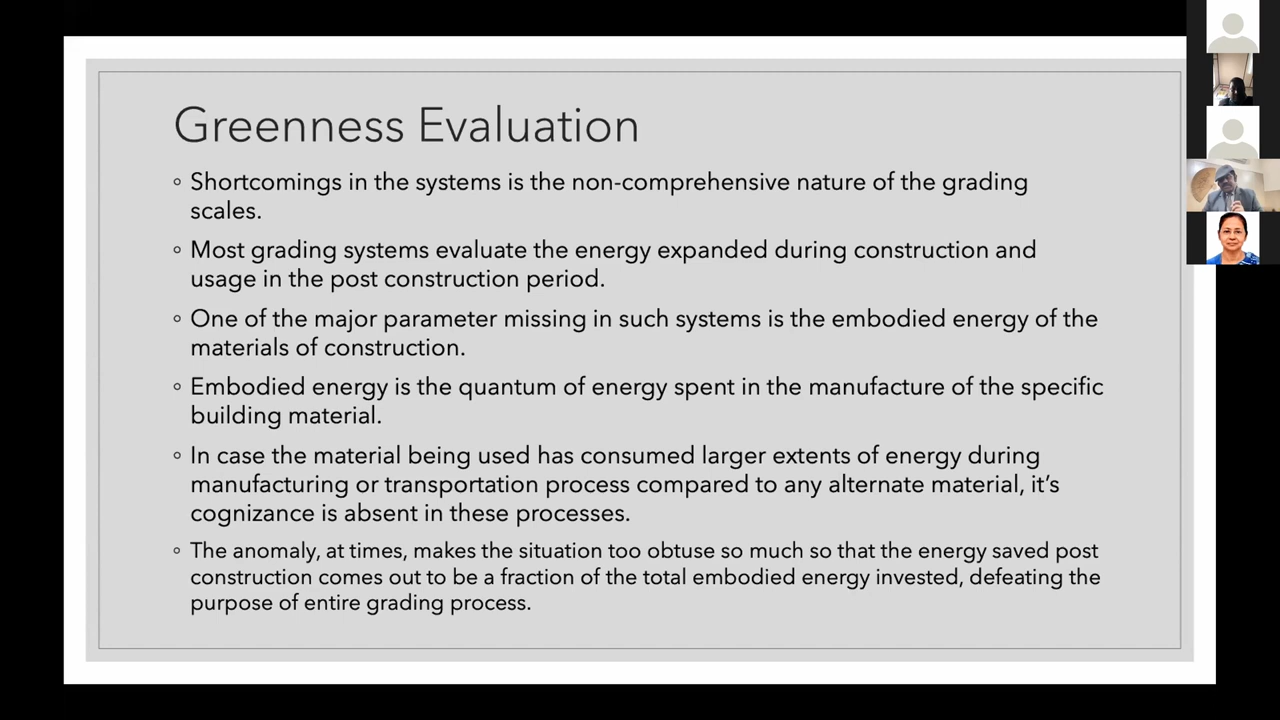 Greenness Evaluation
◦ Shortcomings in the systems is the non-comprehensive nature of the grading
scales.
◦ Most grading systems evaluate the energy expanded during construction and
usage in the post construction period.
◦ One of the major parameter missing in such systems is the embodied energy of the
materials of construction.
◦ Embodied energy is the quantum of energy spent in the manufacture of the specific
building material.
◦ In case the material being used has consumed larger extents of energy during
manufacturing or transportation process compared to any alternate material, it’s
cognizance is absent in these processes.
◦ The anomaly, at times, makes the situation too obtuse so much so that the energy saved post
construction comes out to be a fraction of the total embodied energy invested, defeating the
purpose of entire grading process.